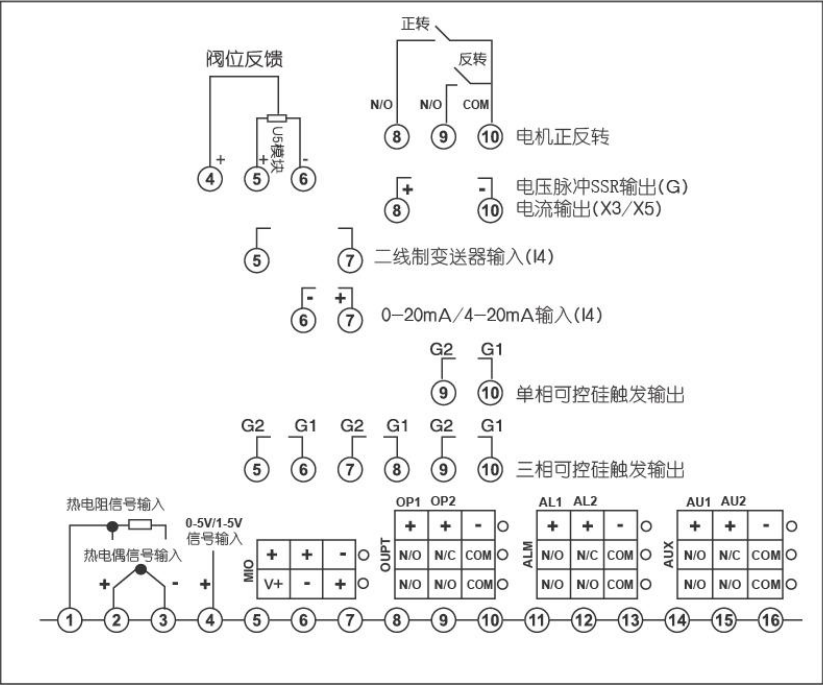 正转
阀位反馈
反转
N/O N/O COM
8 9 10 电机正反转
U5模块
+ + -
4 5 6
+ - 电压脉冲SSR输出(G)
8 10 电流输出(X3/X5)
5 7 二线制变送器输入(I4)
- +
6 7 0-20mA/4-20mA输入(I4)
G2 G1
9 10 单相可控硅触发输出
G2 G1 G2 G1 G2 G1
5 6 7 8 9 10 三相可控硅触发输出
热电阻信号输入
0-5V/1-5V
信号输入
热电偶信号输入
+ - +
MIO
+ + -
V+ - +
OP1 OP2
OUPT
+ + -
N/O N/C COM
N/O N/O COM
AL1 AL2
ALM
+ + -
N/O N/C COM
N/O N/O COM
AU1 AU2
AUX
+ + -
N/O N/C COM
N/O N/O COM
1 2 3 4 5 6 7 8 9 10 11 12 13 14 15 16